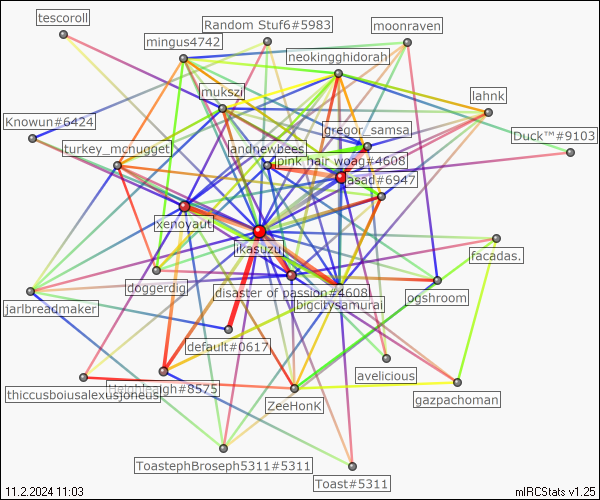 tescoroll
Random Stuf6#5983
moonraven
mingus4742
neokingghidorah
mukszi
lahnk
Knowun#6424
gregor_samsa
Duck™#9103
turkey_mcnugget
landnewbees
pink hair woag#4608
asad#6947
xenoyaut
ikasuzu
facadas.
doggerdig
disaster of passion#4608
ogshroom
jarlbreadmaker
bigcitysamurai
default#0617
avelicious
thiccusboiusalexusjoneus
#8575
ZeeHonK
gazpachoman
ToastephBroseph5311#5311
Toast#5311
11.2.2024 11:03
mIRCStats v1.25